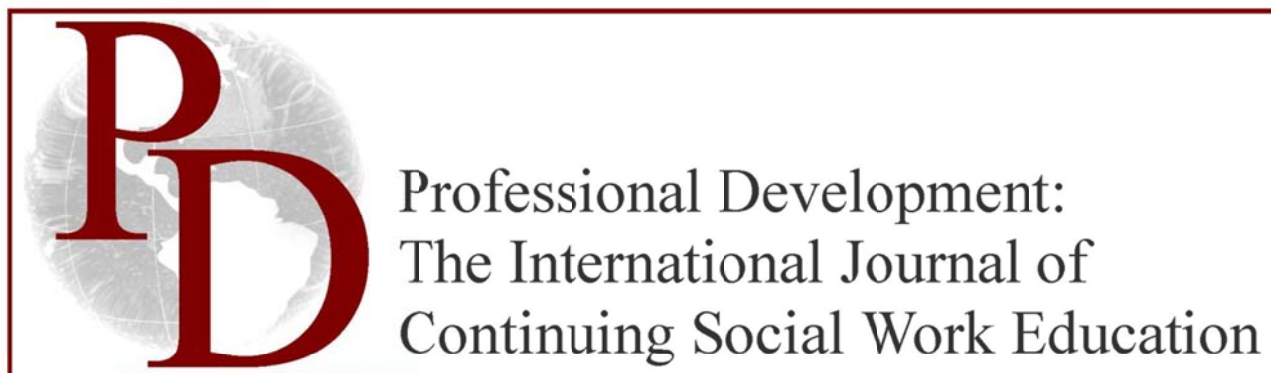 PD
Professional Development:
The International Journal of
Continuing Social Work Education